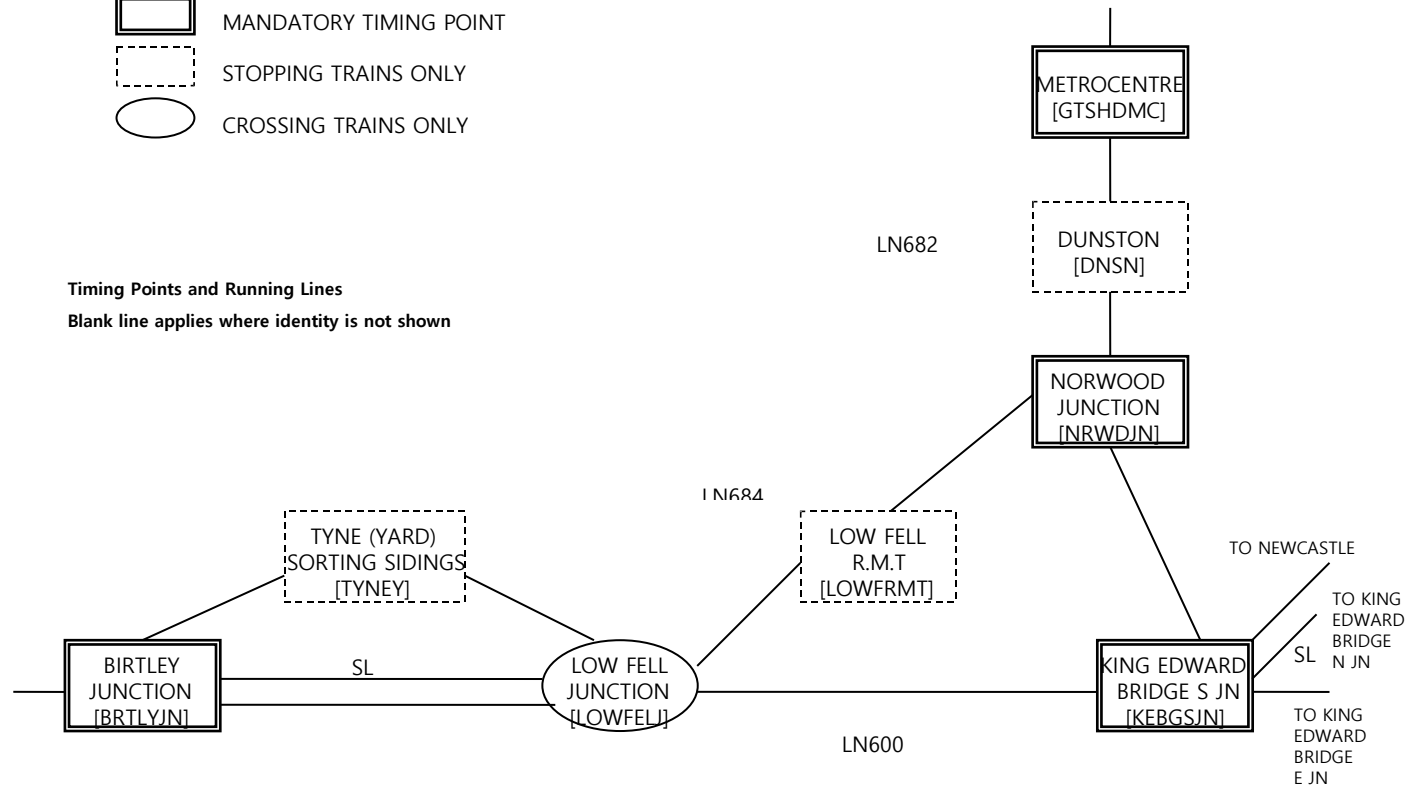 MANDATORY TIMING POINT
STOPPING TRAINS ONLY
CROSSING TRAINS ONLY
METROCENTRE
[GTSHDMC]
LN682
DUNSTON
[DNSN]
Timing Points and Running Lines
Blank line applies where identity is not shown
NORWOOD
JUNCTION
[NRWDJN]
LN684
TYNE (YARD)
SORTING SIDINGS
[TYNEY]
LOW FELL
R.M.T
[LOWFRMT]
TO NEWCASTLE
TO KING
EDWARD
BRIDGE
N JN
SL
BIRTLEY
JUNCTION
[BRTLYJN]
SL
LOW FELL
JUNCTION
[LOWFELJ]
KING EDWARD
BRIDGE S JN
[KEBGSJN]
LN600
TO KING
EDWARD
BRIDGE
E JN